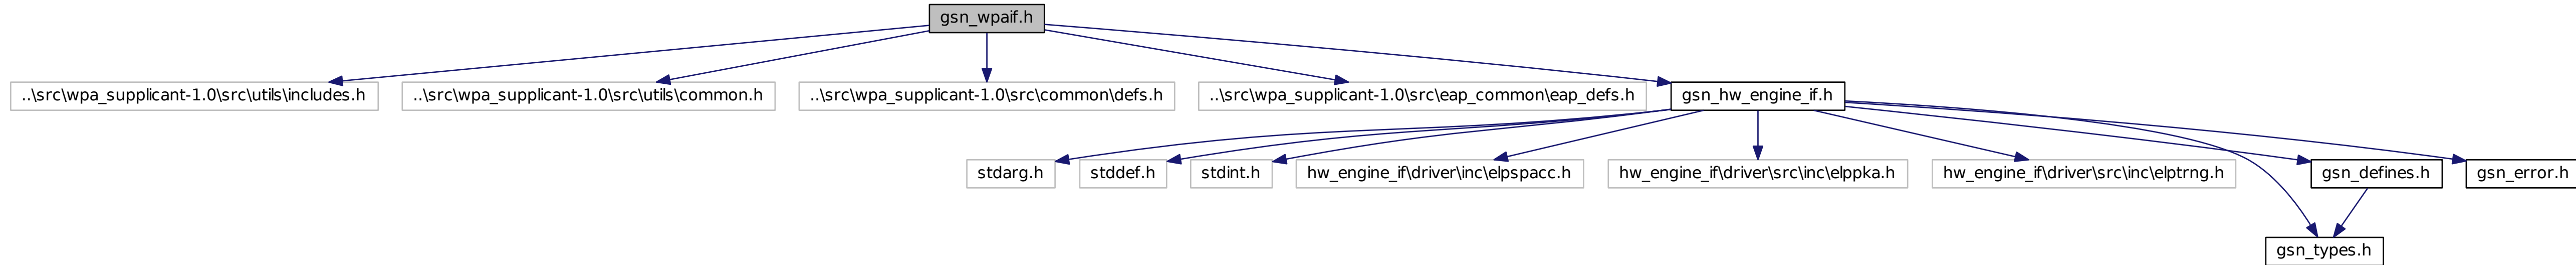 gsn_wpaif.h
..\src\wpa_supplicant-1.0\src\utils\includes.h
..\src\wpa_supplicant-1.0\src\utils\common.h
..\src\wpa_supplicant-1.0\src\common\defs.h
..\src\wpa_supplicant-1.0\src\eap_common\eap_defs.h
gsn_hw_engine_if.h
stdarg.h
stddef.h
stdint.h
hw_engine_if\driver\inc\elpspacc.h
hw_engine_if\driver\src\inc\elppka.h
hw_engine_if\driver\src\inc\elptrng.h
gsn_defines.h
gsn_error.h
gsn_types.h